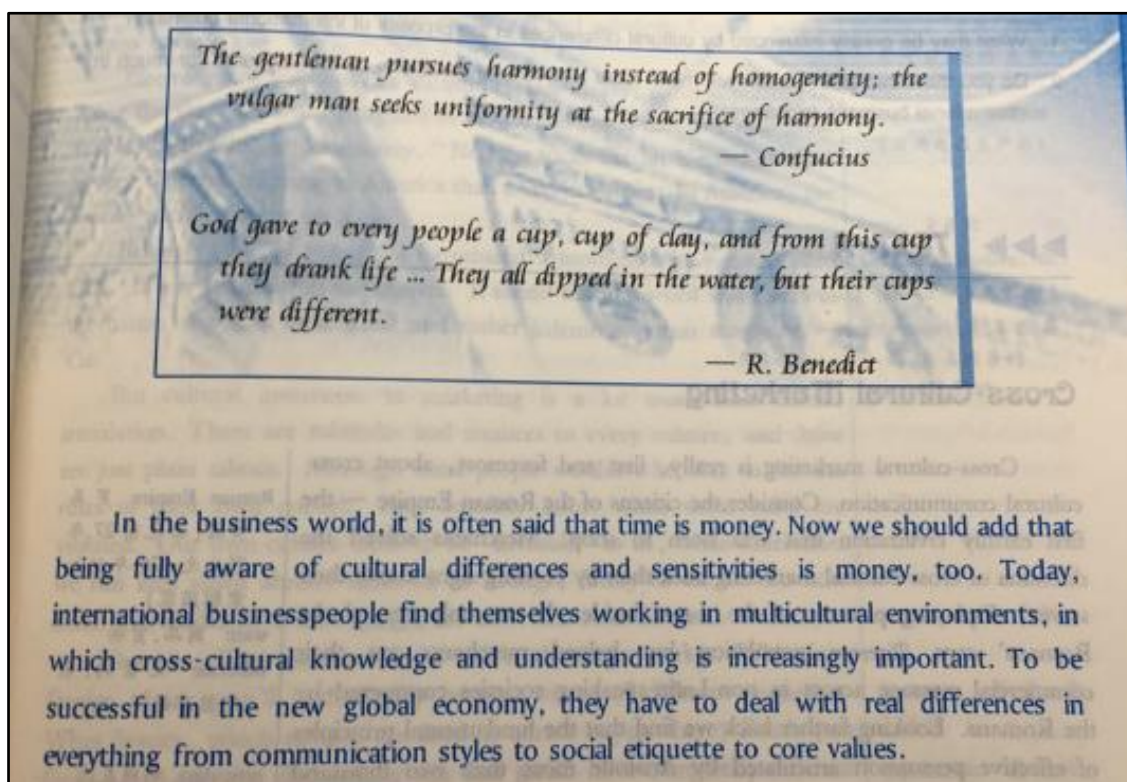 The gentleman pursues harmony instead of homogeneity; the
vulgar man seeks uniformity at the sacrifice of harmony.
— Confucius
God gave to every people a cup, cup of clay, and from this cup
they drank life ... They all dipped in the water, but their cups
were different.
— R. Benedict
In the business world, it is often said that time is money. Now we should add that
being fully aware of cultural differences and sensitivities is money, too. Today,
international businesspeople find themselves working in multicultural environments, in
which cross-cultural knowledge and understanding is increasingly important. To be
successful in the new global economy, they have to deal with real differences in
everything from communication styles to social etiquette to core values.